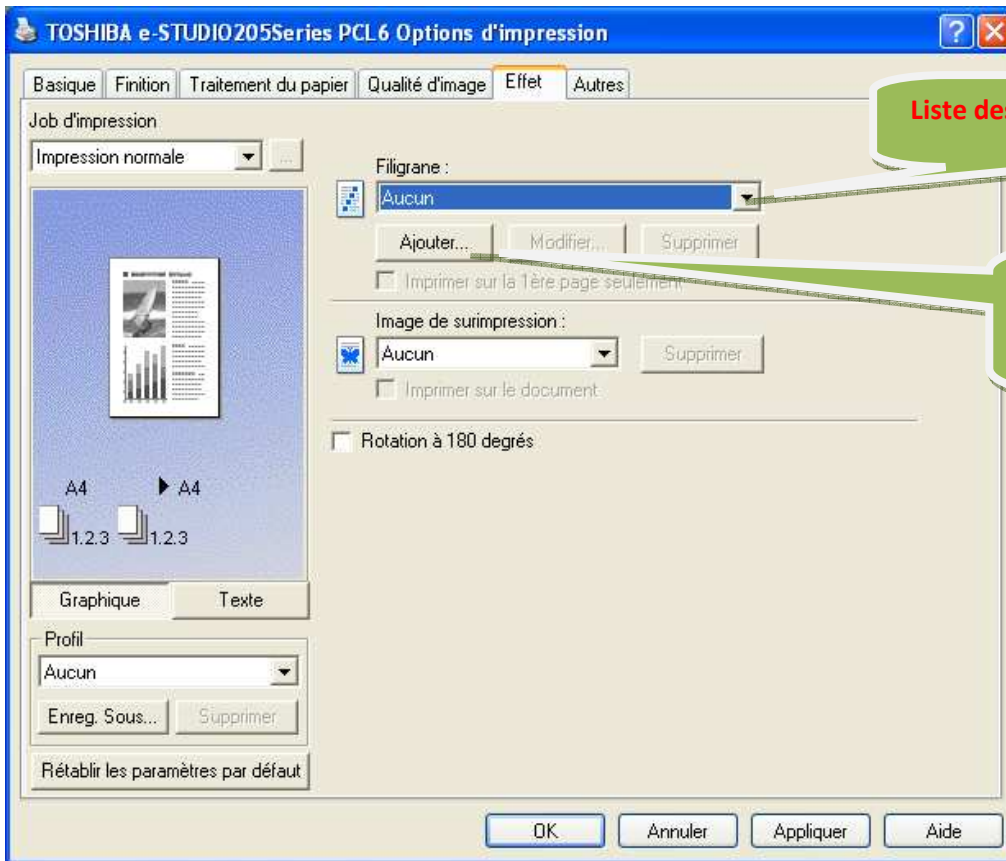 TOSHIBA e-STUDIO205Series PCL6 Options d'impression
Basique Finition Traitement du papier Qualité d'image Effet Autres
Liste des
Job d'impression
Impression normale ...
Filigrane :
Aucun
Ajouter... Modifier... Supprimer
Imprimer sur la 1ère page seulement
Image de surimpression :
Aucun Supprimer
Imprimer sur le document
Rotation à 180 degrés
A4 A4
1.2.3 1.2.3
Graphique Texte
Profil
Aucun
Enreg. Sous... Supprimer
Rétablir les paramètres par défaut
OK Annuler Appliquer Aide